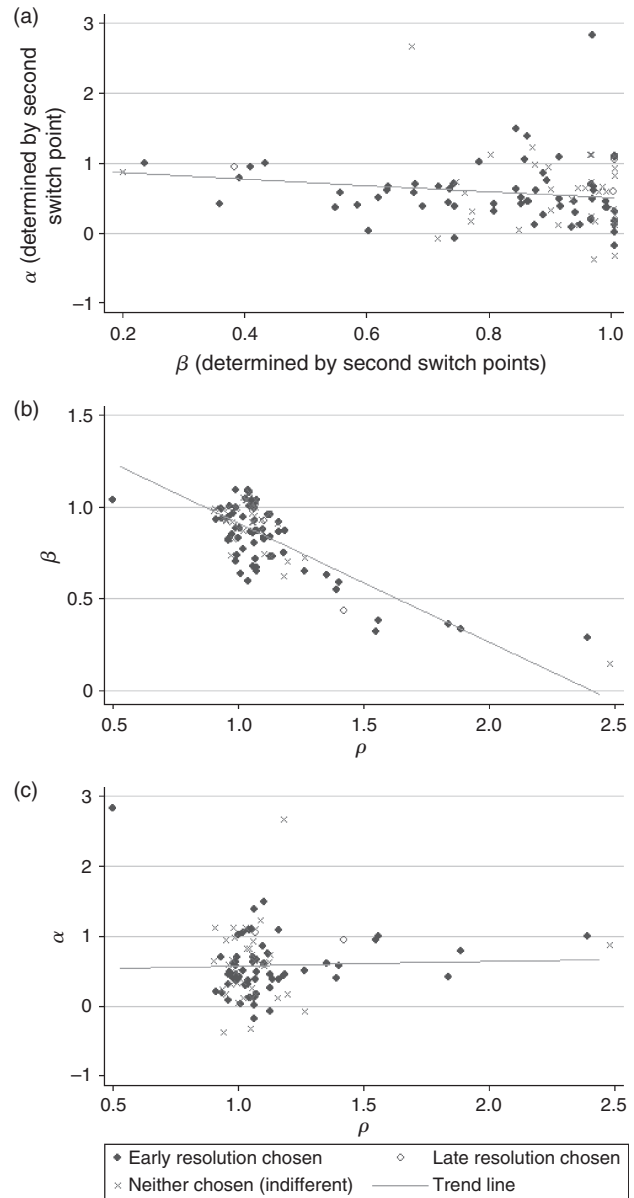 (a)
α (determined by second
switch point)
3
2
1
0
−1
0.2 0.4 0.6 0.8 1.0
β (determined by second switch points)
(b)
β
1.5
1.0
0.5
0
0.5 1.0 1.5 2.0 2.5
ρ
(c)
α
3
2
1
0
−1
0.5 1.0 1.5 2.0 2.5
ρ
Early resolution chosen Late resolution chosen
Neither chosen (indifferent) Trend line